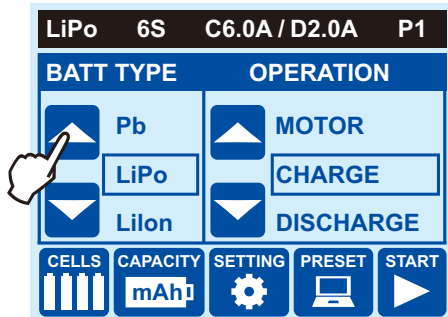 LiPo 6S C6.0A / D2.0A P1
BATT TYPE OPERATION
Pb MOTOR
LiPo CHARGE
LiIon DISCHARGE
CELLS CAPACITY SETTING PRESET START
mAh